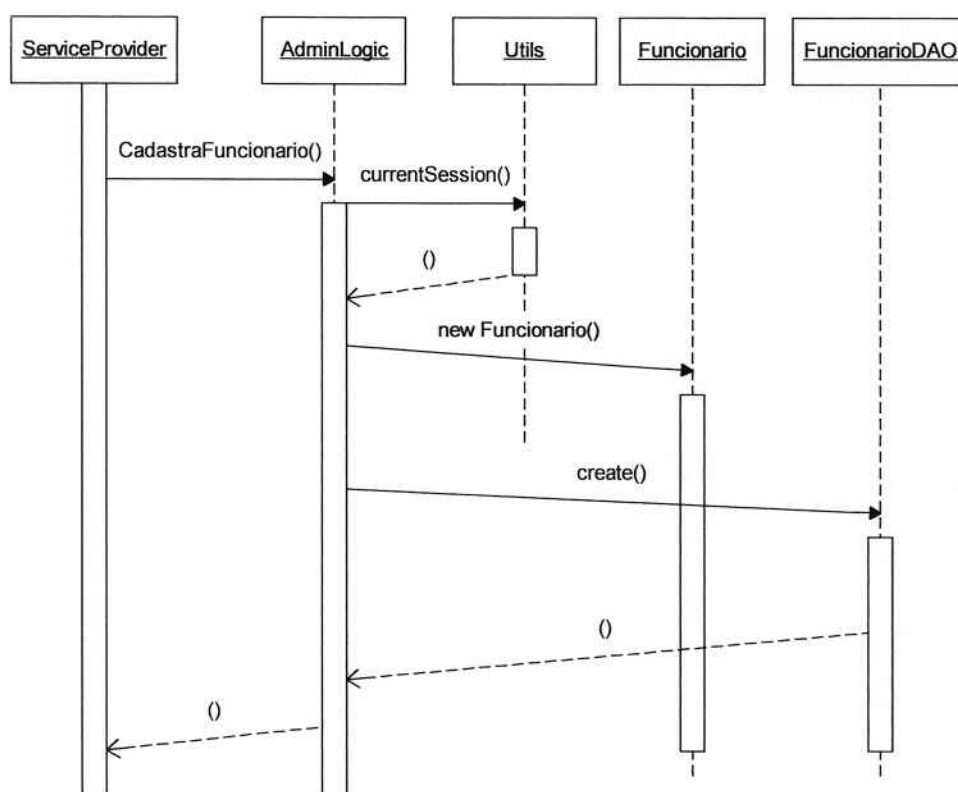 ServiceProvider
AdminLogic
Utils
Funcionario
FuncionarioDAO
CadastraFuncionario()
currentSession()
()
new Funcionario()
create()
()
()